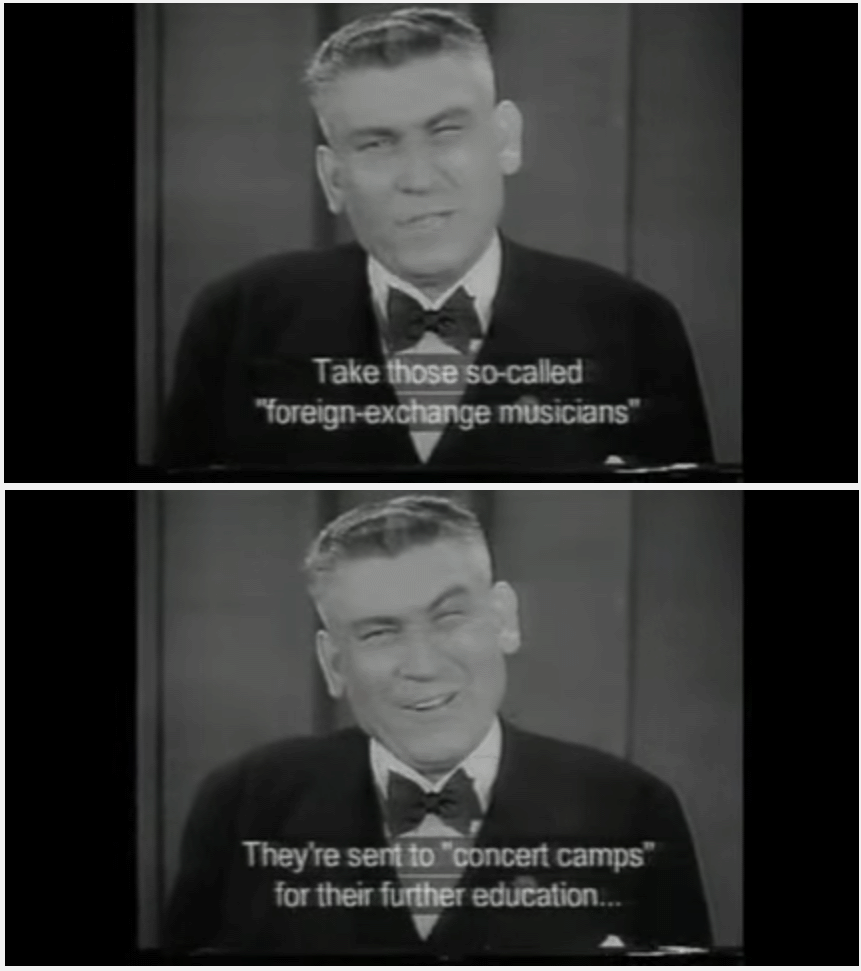 Take those so-called
"foreign-exchange musicians"
They're sent to "concert camps"
for their further education...